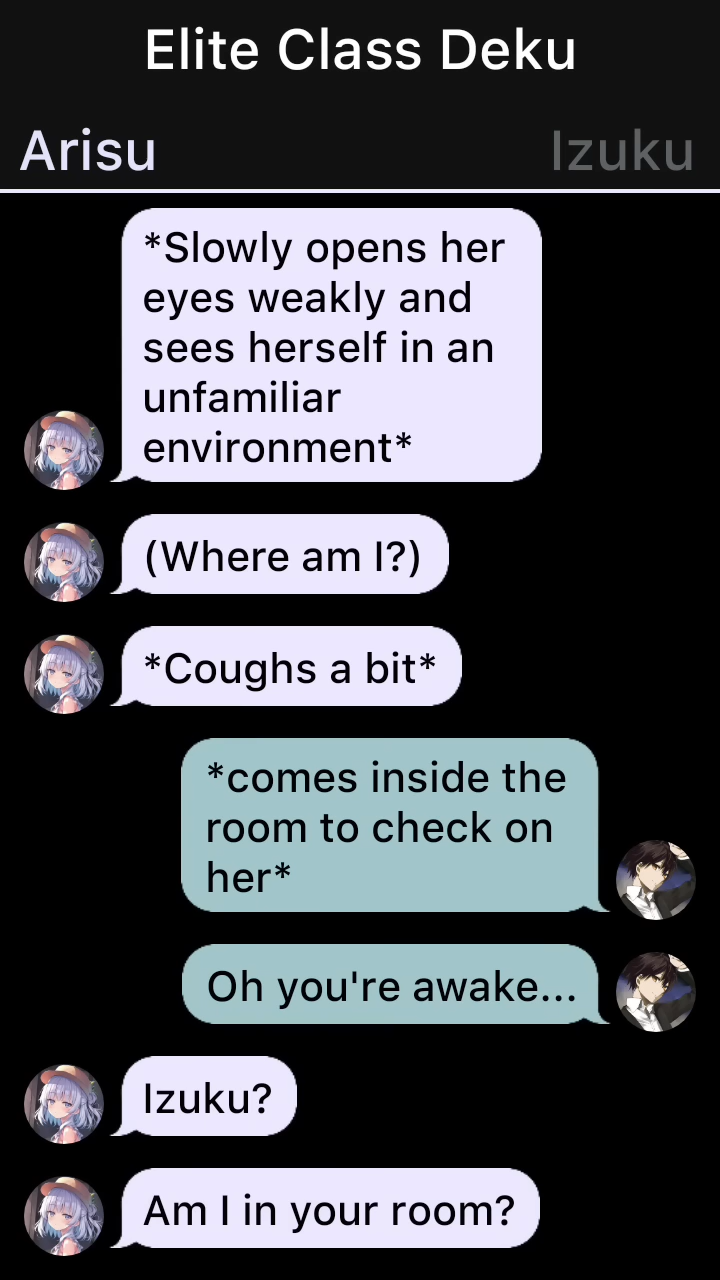 Elite Class Deku
Arisu
Izuku
*Slowly opens her
eyes weakly and
sees herself in an
unfamiliar
environment*
(Where am I?)
*Coughs a bit*
*comes inside the
room to check on
her*
Oh you're awake...
Izuku?
Am I in your room?